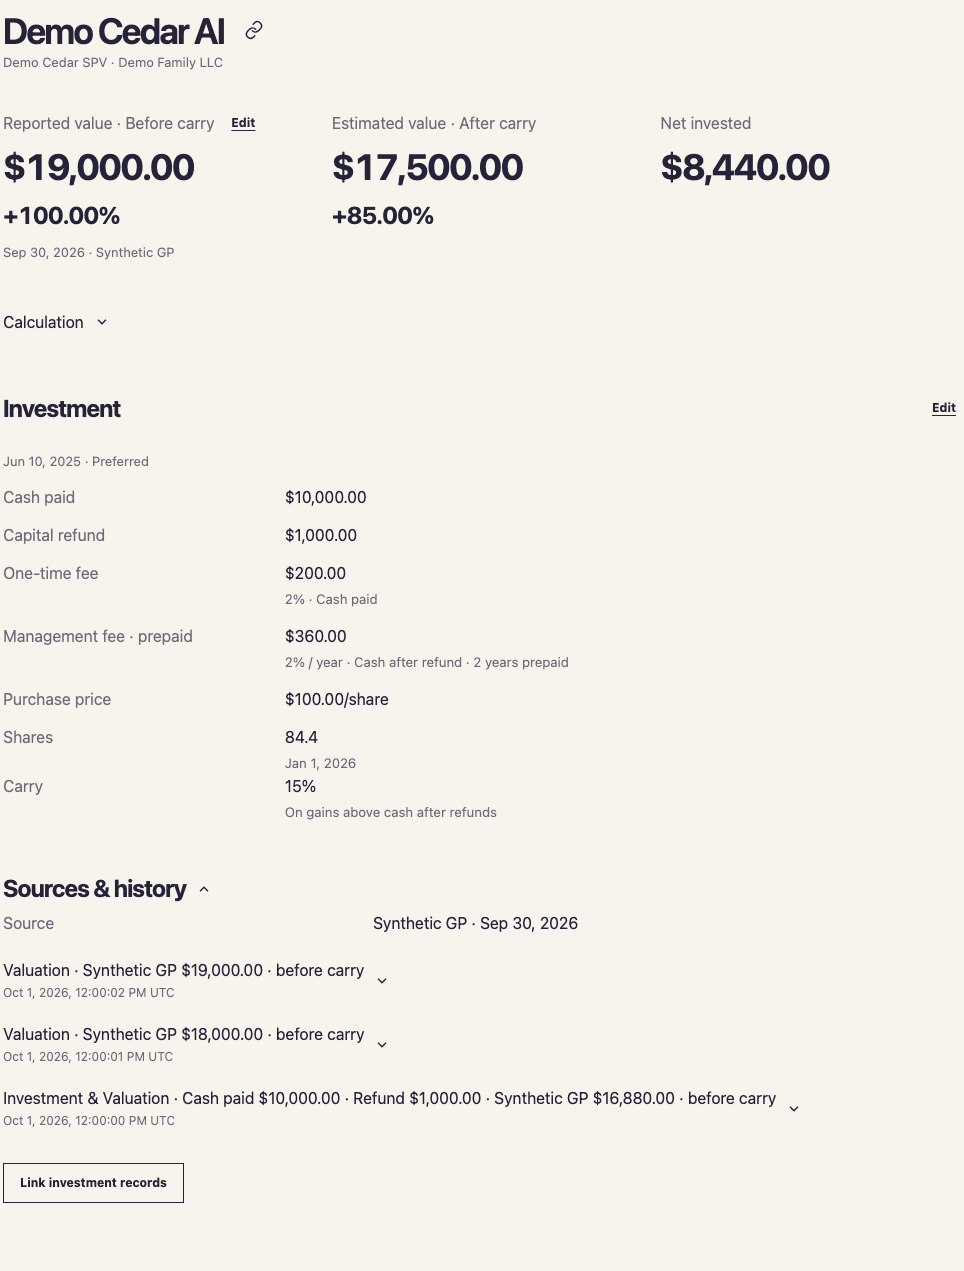 Demo Cedar AI
Demo Cedar SPV · Demo Family LLC
Reported value · Before carry Edit
$19,000.00
+100.00%
Sep 30, 2026 · Synthetic GP
Estimated value · After carry
$17,500.00
+85.00%
Net invested
$8,440.00
Calculation
Investment Edit
Jun 10, 2025 · Preferred
Cash paid $10,000.00
Capital refund $1,000.00
One-time fee $200.00
2% · Cash paid
Management fee · prepaid $360.00
2% / year · Cash after refund · 2 years prepaid
Purchase price $100.00/share
Shares 84.4
Jan 1, 2026
Carry 15%
On gains above cash after refunds
Sources & history
Source Synthetic GP · Sep 30, 2026
Valuation · Synthetic GP $19,000.00 · before carry
Oct 1, 2026, 12:00:02 PM UTC
Valuation · Synthetic GP $18,000.00 · before carry
Oct 1, 2026, 12:00:01 PM UTC
Investment & Valuation · Cash paid $10,000.00 · Refund $1,000.00 · Synthetic GP $16,880.00 · before carry
Oct 1, 2026, 12:00:00 PM UTC
Link investment records